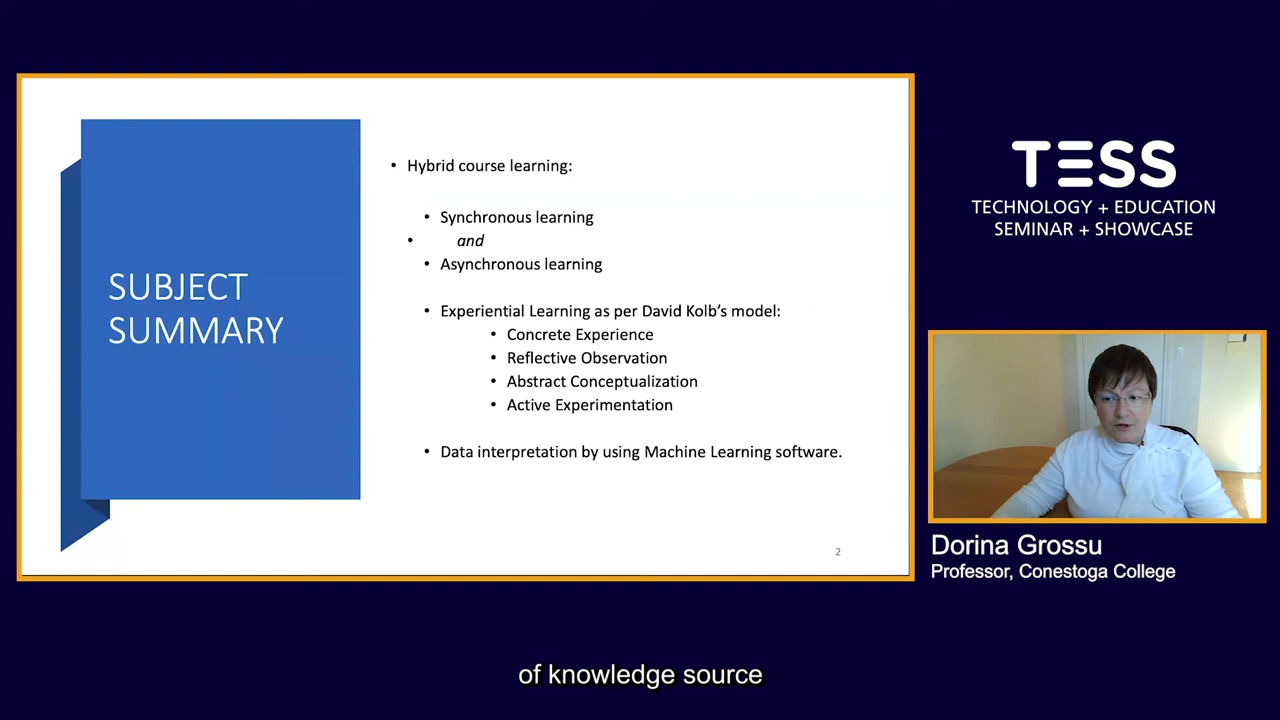 SUBJECT
SUMMARY
• Hybrid course learning:
• Synchronous learning
• and
• Asynchronous learning
• Experiential Learning as per David Kolb’s model:
• Concrete Experience
• Reflective Observation
• Abstract Conceptualization
• Active Experimentation
• Data interpretation by using Machine Learning software.
2
TESS
TECHNOLOGY + EDUCATION
SEMINAR + SHOWCASE
Dorina Grossu
Professor, Conestoga College
of knowledge source